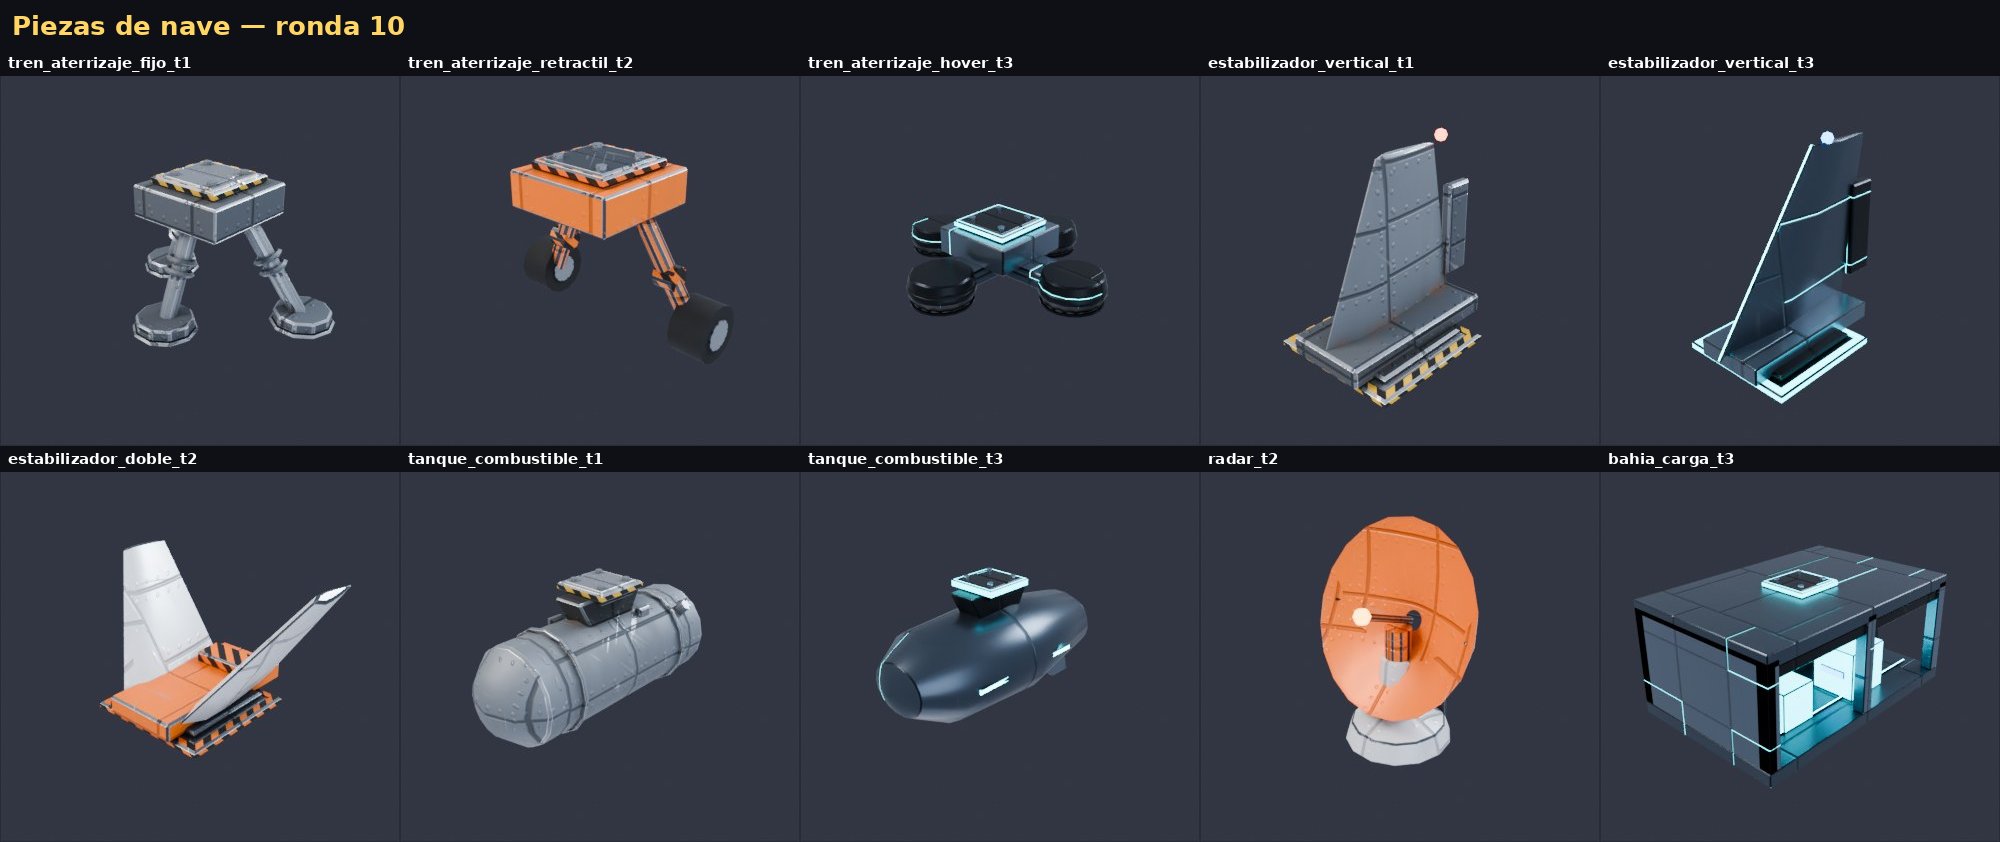 Piezas de nave — ronda 10
tren_aterrizaje_fijo_t1
tren_aterrizaje_retractil_t2
tren_aterrizaje_hover_t3
estabilizador_vertical_t1
estabilizador_vertical_t3
estabilizador_doble_t2
tanque_combustible_t1
tanque_combustible_t3
radar_t2
bahia_carga_t3